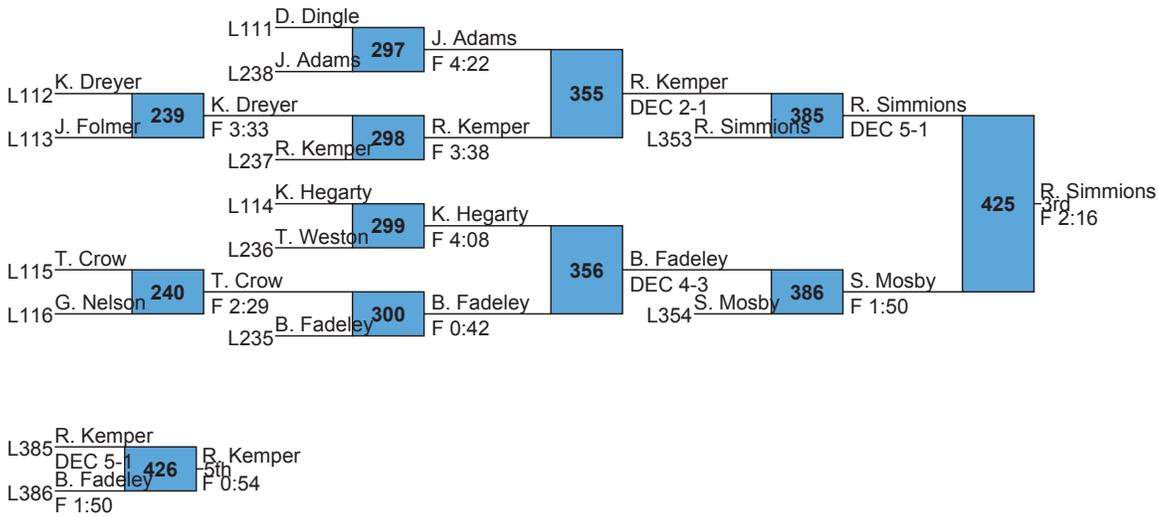 D. Dingle
L111
297
J. Adams
F 4:22
J. Adams
L238
K. Dreyer
L112
239
K. Dreyer
F 3:33
J. Folmer
L113
298
R. Kemper
F 3:38
R. Kemper
L237
355
R. Kemper
DEC 2-1
R. Simmions
L353
385
R. Simmions
DEC 5-1
K. Hegarty
L114
299
K. Hegarty
F 4:08
T. Weston
L236
T. Crow
L115
240
T. Crow
F 2:29
G. Nelson
L116
300
B. Fadeley
F 0:42
B. Fadeley
L235
356
B. Fadeley
DEC 4-3
S. Mosby
L354
386
S. Mosby
F 1:50
425
R. Simmions
3rd
F 2:16
R. Kemper
L385
DEC 5-1
426
B. Fadeley
L386
F 1:50
R. Kemper
5th
F 0:54